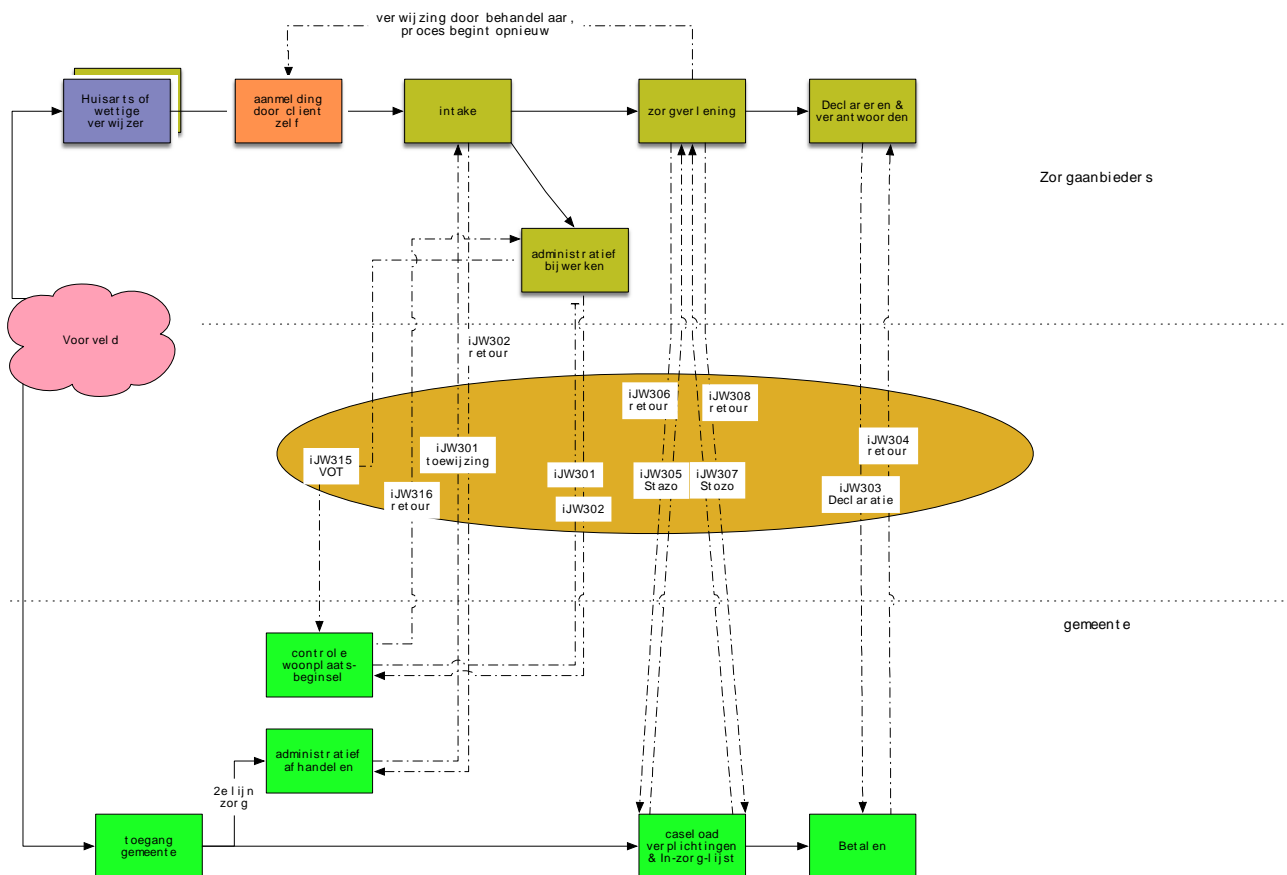 verwijzing door behandelaar,
proces begint opnieuw
Huisarts of
wettige
verwijzer
aanmelding
door client
zelf
intake
zorgverlening
Declareren &
verantwoorden
Zorgaanbieders
administratief
bijwerken
Voorveld
iJW302
retour
iJW306
retour
iJW308
retour
iJW304
retour
iJW301
toewijzing
iJW315
VOT
iJW316
retour
iJW301
iJW302
iJW305
Stazo
iJW307
Stozo
iJW303
Declaratie
gemeente
controle
woonplaats-
beginsel
administratief
afhandelen
2e lijn
zorg
toegang
gemeente
caseload
verplichtingen
& In-zorg-lijst
Betalen